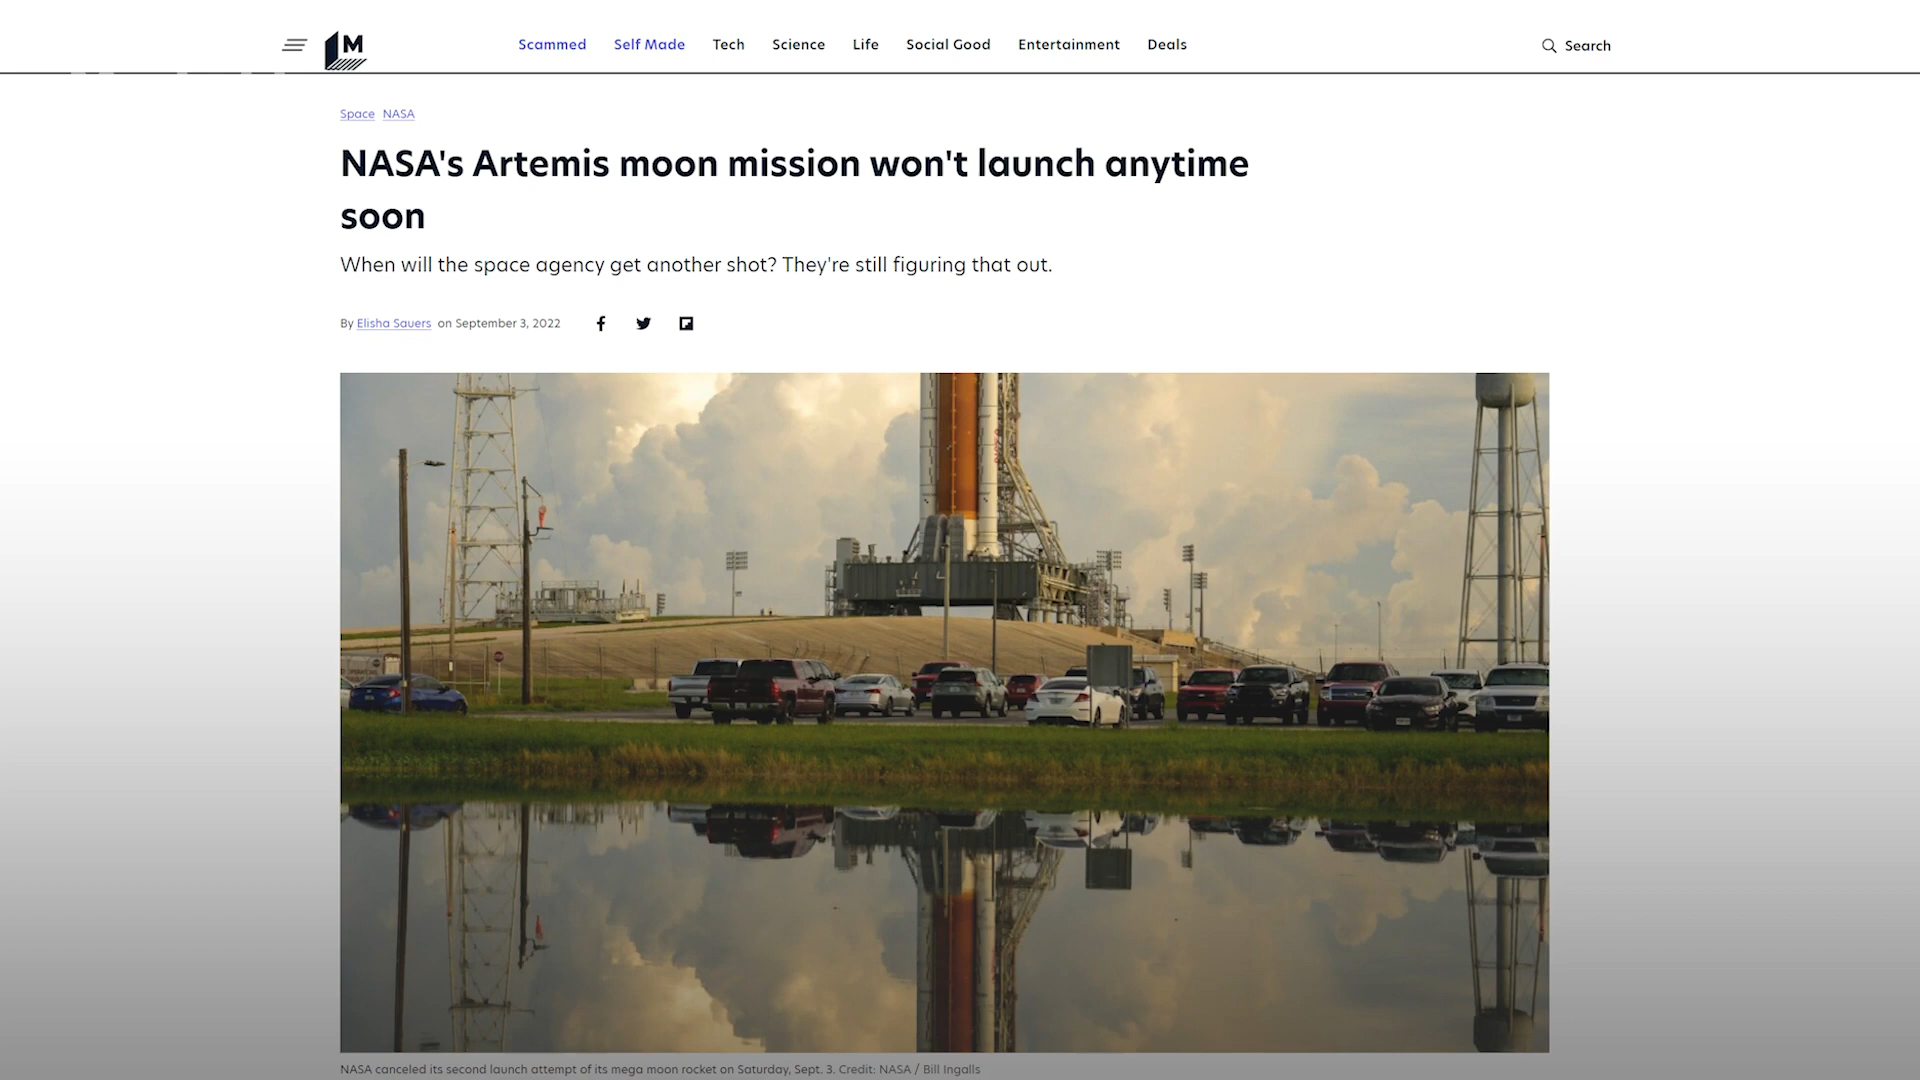 M
Scammed Self Made Tech Science Life Social Good Entertainment Deals
Search
Space NASA
NASA's Artemis moon mission won't launch anytime
soon
When will the space agency get another shot? They're still figuring that out.
By Elisha Sauers on September 3, 2022
NASA canceled its second launch attempt of its mega moon rocket on Saturday, Sept. 3. Credit: NASA / Bill Ingalls